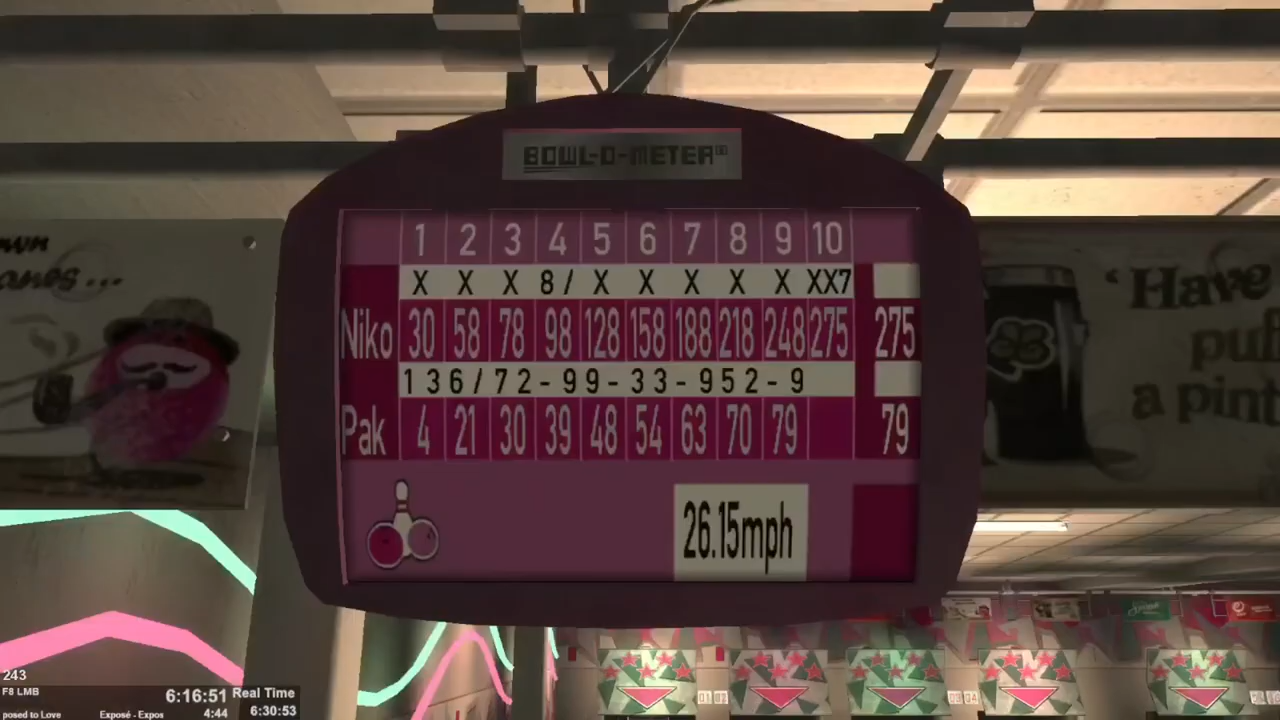 BOWL-O-METER®
1 2 3 4 5 6 7 8 9 10
X X X 8 / X X X X X XX7
Niko 30 58 78 98 128 158 188 218 248 275 275
1 3 6 / 7 2 - 9 9 - 3 3 - 9 5 2 - 9
Pak 4 21 30 39 48 54 63 70 79 79
26.15mph
'Have
a pint
243
F8 LMB
6:16:51 Real Time
posed to Love Exposé - Expos 4:44 6:30:53